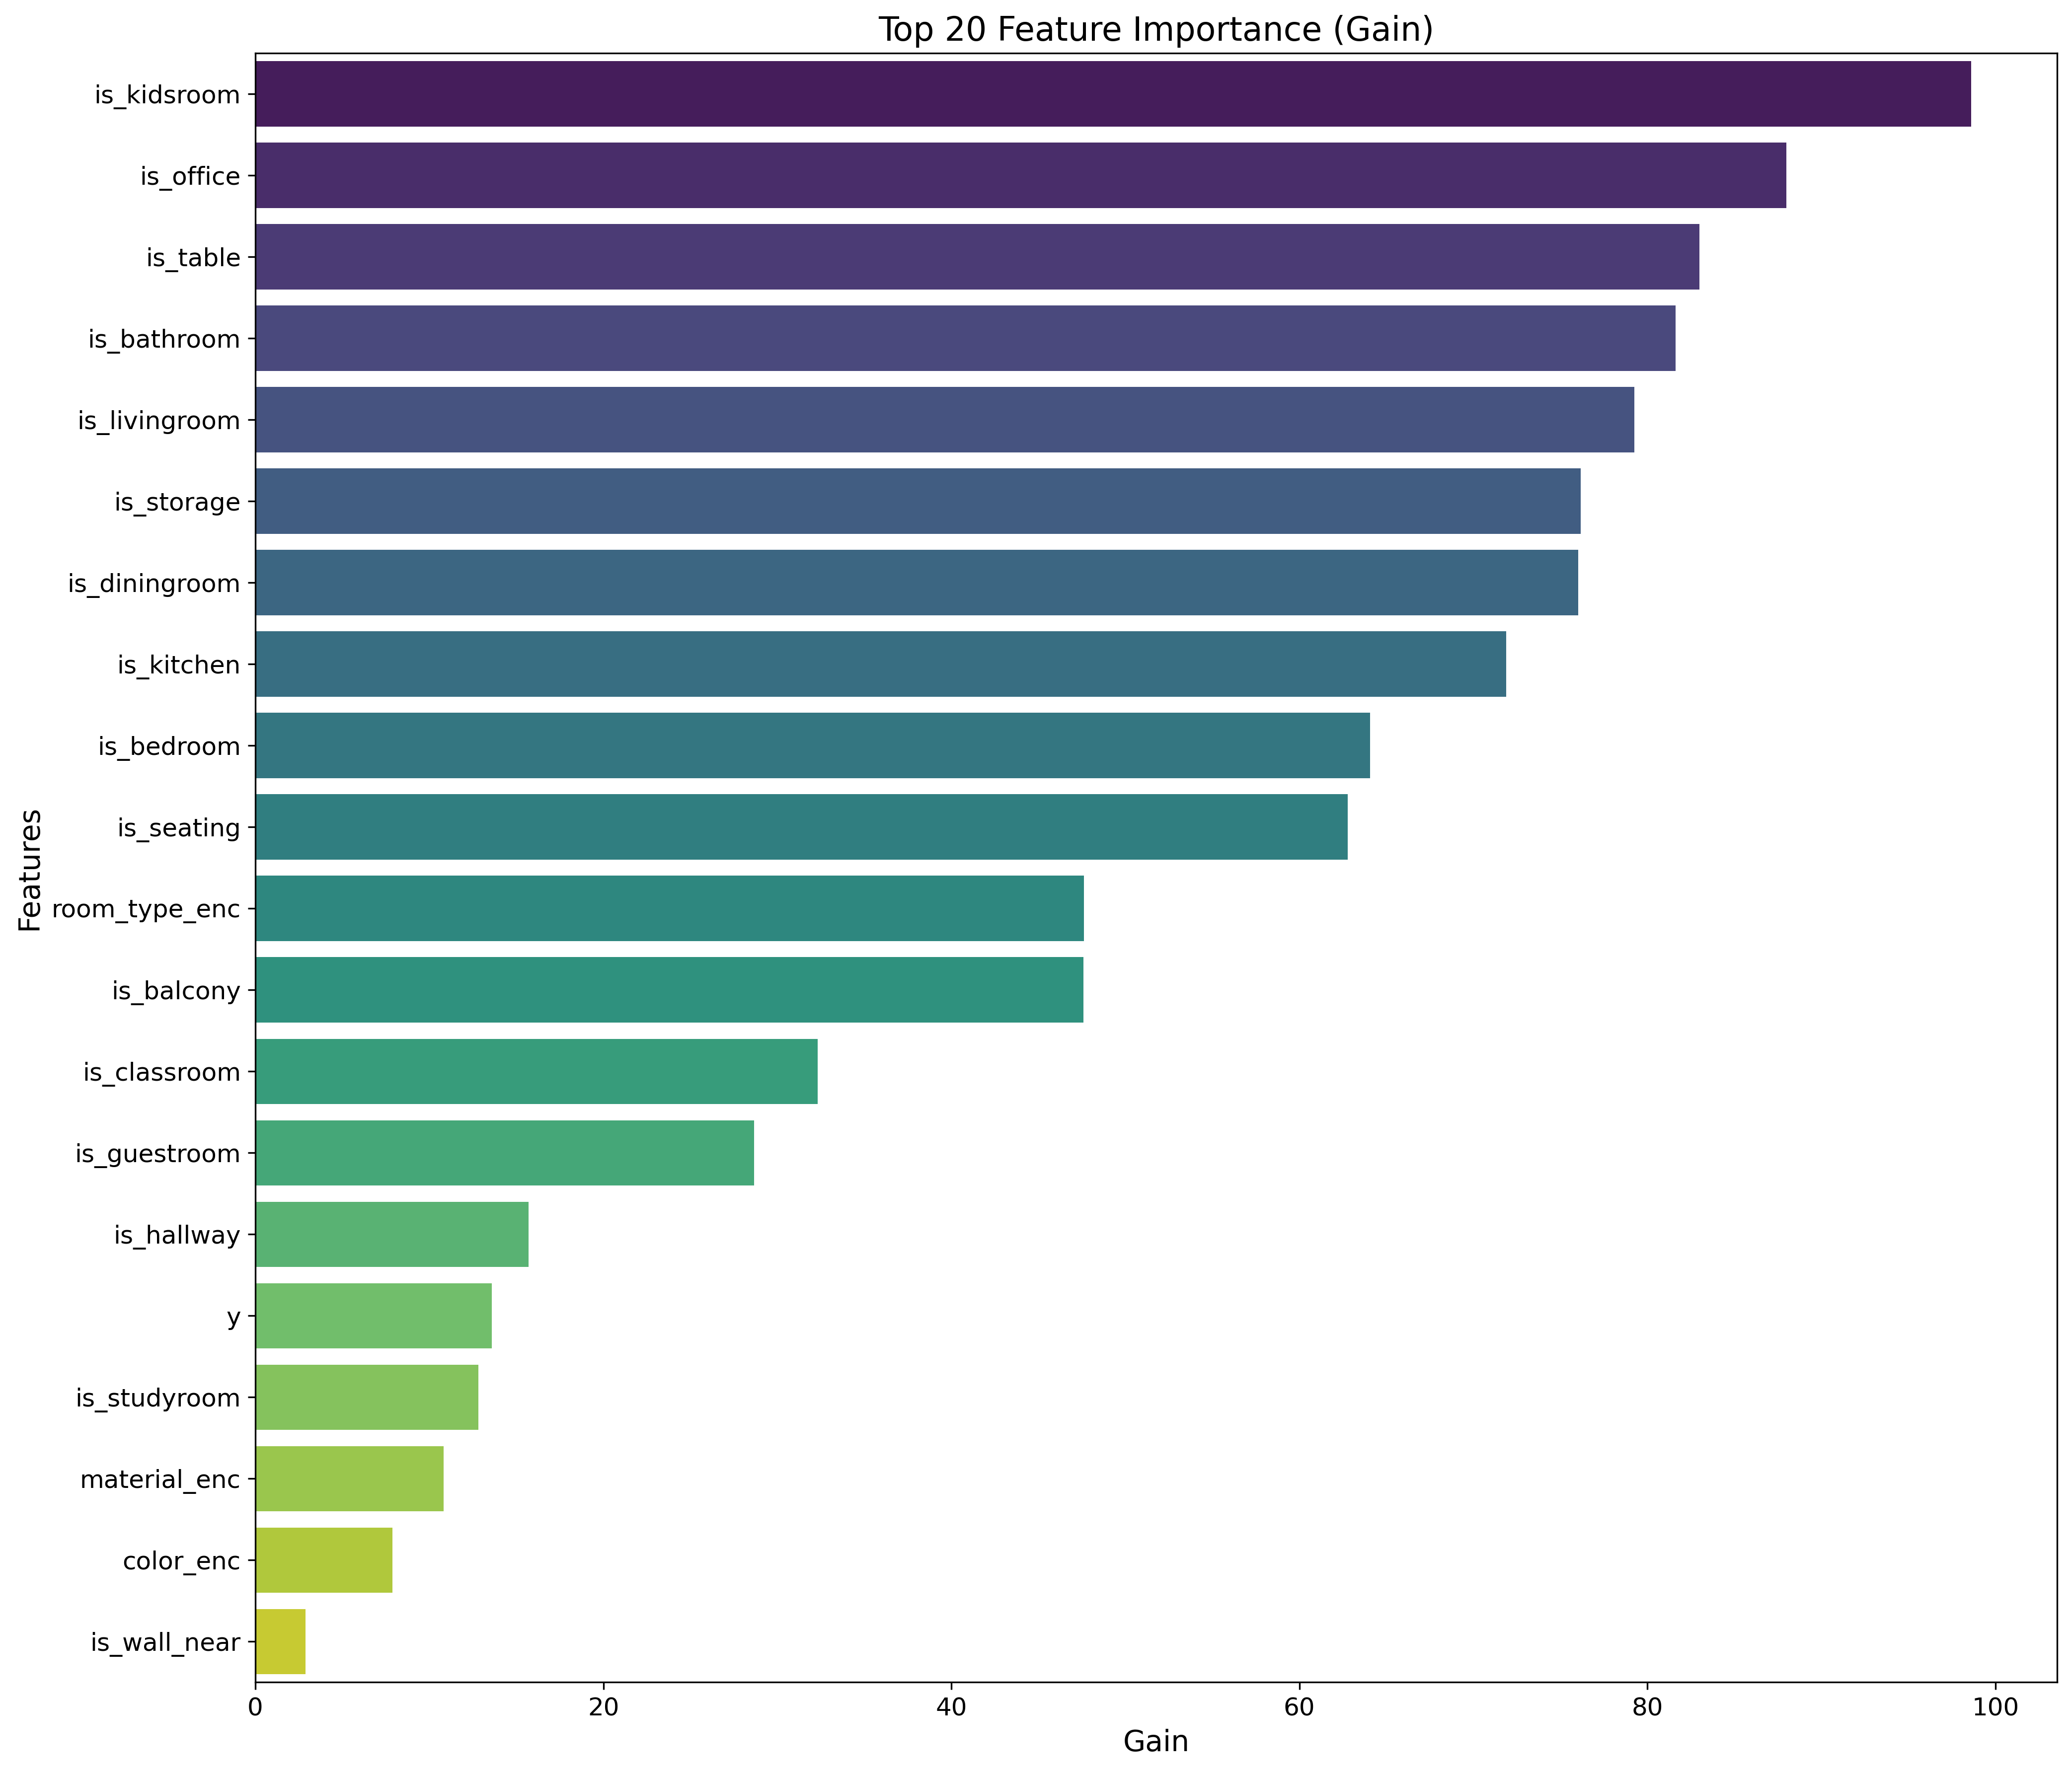 Top 20 Feature Importance (Gain)
Features
is_kidsroom
is_office
is_table
is_bathroom
is_livingroom
is_storage
is_diningroom
is_kitchen
is_bedroom
is_seating
room_type_enc
is_balcony
is_classroom
is_guestroom
is_hallway
y
is_studyroom
material_enc
color_enc
is_wall_near
0 20 40 60 80 100
Gain